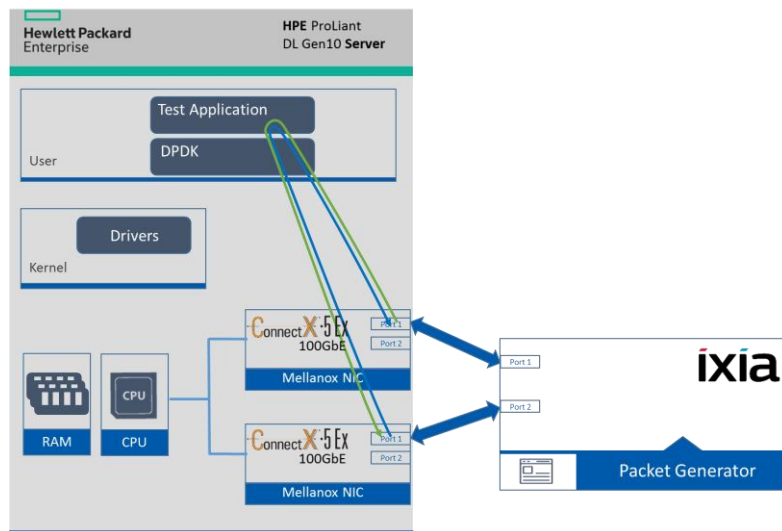 Hewlett Packard
Enterprise
HPE ProLiant
DL Gen10 Server
Test Application
DPDK
User
Drivers
Kernel
ConnectX·5 Ex
100GbE
Port 1
Port 2
Mellanox NIC
RAM
CPU
CPU
ConnectX·5 Ex
100GbE
Port 1
Port 2
Mellanox NIC
Port 1
Port 2
ixia
Packet Generator